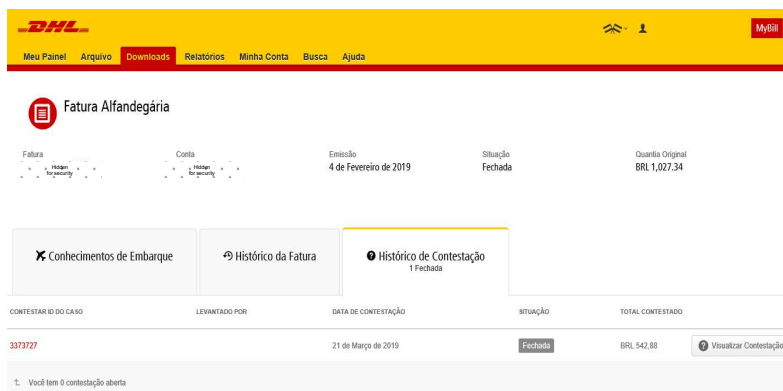 DHL
MyBill
Meu Painel Arquivo Downloads Relatórios Minha Conta Busca Ajuda
Fatura Alfandegária
Fatura Conta Emissão Situação Quantia Original
Hidden for security Hidden for security 4 de Fevereiro de 2019 Fechada BRL 1,027.34
Conhecimentos de Embarque Histórico da Fatura Histórico de Contestação
1 Fechada
CONTESTAR ID DO CASO LEVANTADO POR DATA DE CONTESTAÇÃO SITUAÇÃO TOTAL CONTESTADO
3373727 21 de Março de 2019 Fechada BRL 542,88 Visualizar Contestação
Você tem 0 contestação aberta